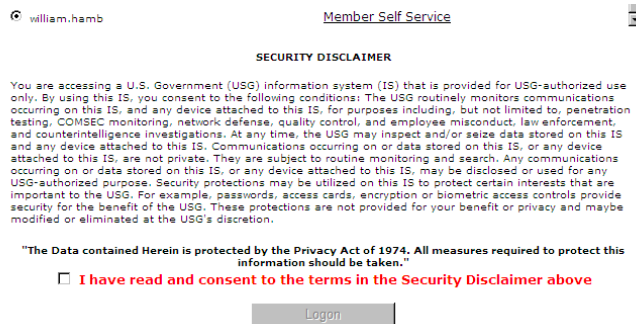 william.hamb Member Self Service
SECURITY DISCLAIMER
You are accessing a U.S. Government (USG) information system (IS) that is provided for USG-authorized use
only. By using this IS, you consent to the following conditions: The USG routinely monitors communications
occurring on this IS, and any device attached to this IS, for purposes including, but not limited to, penetration
testing, COMSEC monitoring, network defense, quality control, and employee misconduct, law enforcement,
and counterintelligence investigations. At any time, the USG may inspect and/or seize data stored on this IS
and any device attached to this IS. Communications occurring on or data stored on this IS, or any device
attached to this IS, are not private. They are subject to routine monitoring and search. Any communications
occurring on or data stored on this IS, or any device attached to this IS, may be disclosed or used for any
USG-authorized purpose. Security protections may be utilized on this IS to protect certain interests that are
important to the USG. For example, passwords, access cards, encryption or biometric access controls provide
security for the benefit of the USG. These protections are not provided for your benefit or privacy and maybe
modified or eliminated at the USG's discretion.
"The Data contained Herein is protected by the Privacy Act of 1974. All measures required to protect this
information should be taken."
I have read and consent to the terms in the Security Disclaimer above
Logon